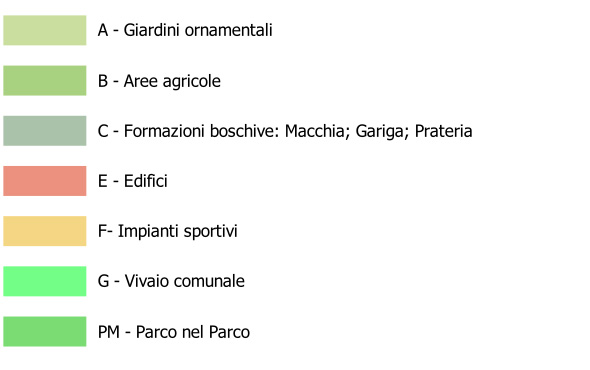 A - Giardini ornamentali
B - Aree agricole
C - Formazioni boschive: Macchia; Gariga; Prateria
E - Edifici
F- Impianti sportivi
G - Vivaio comunale
PM - Parco nel Parco